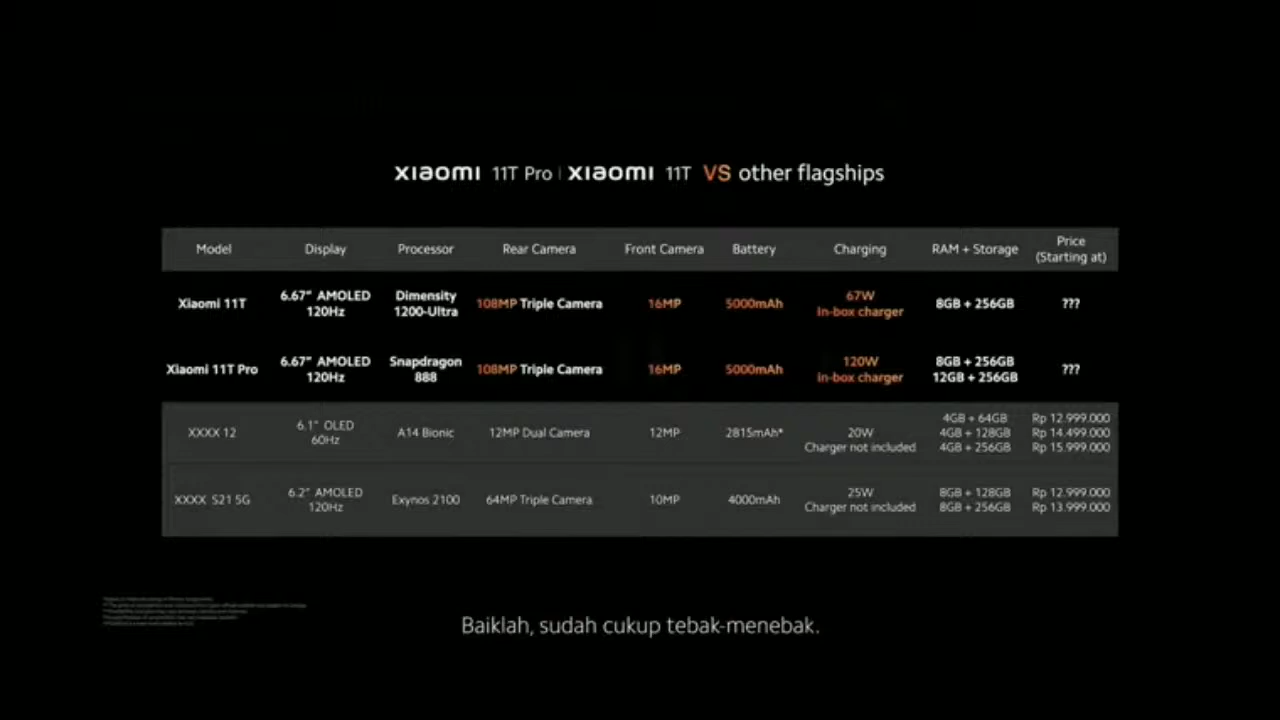 xiaomi 11T Pro | xiaomi 11T VS other flagships
Model Display Processor Rear Camera Front Camera Battery Charging RAM + Storage Price (Starting at)
Xiaomi 11T 6.67" AMOLED 120Hz Dimensity 1200-Ultra 108MP Triple Camera 16MP 5000mAh 67W In-box charger 8GB + 256GB ???
Xiaomi 11T Pro 6.67" AMOLED 120Hz Snapdragon 888 108MP Triple Camera 16MP 5000mAh 120W In-box charger 8GB + 256GB 12GB + 256GB ???
XXXX 12 6.1" OLED 60Hz A14 Bionic 12MP Dual Camera 12MP 2815mAh* 20W Charger not included 4GB + 64GB 4GB + 128GB 4GB + 256GB Rp 12.999.000 Rp 14.499.000 Rp 15.999.000
XXXX S21 5G 6.2" AMOLED 120Hz Exynos 2100 64MP Triple Camera 10MP 4000mAh 25W Charger not included 8GB + 128GB 8GB + 256GB Rp 12.999.000 Rp 13.999.000
Baiklah, sudah cukup tebak-menebak.